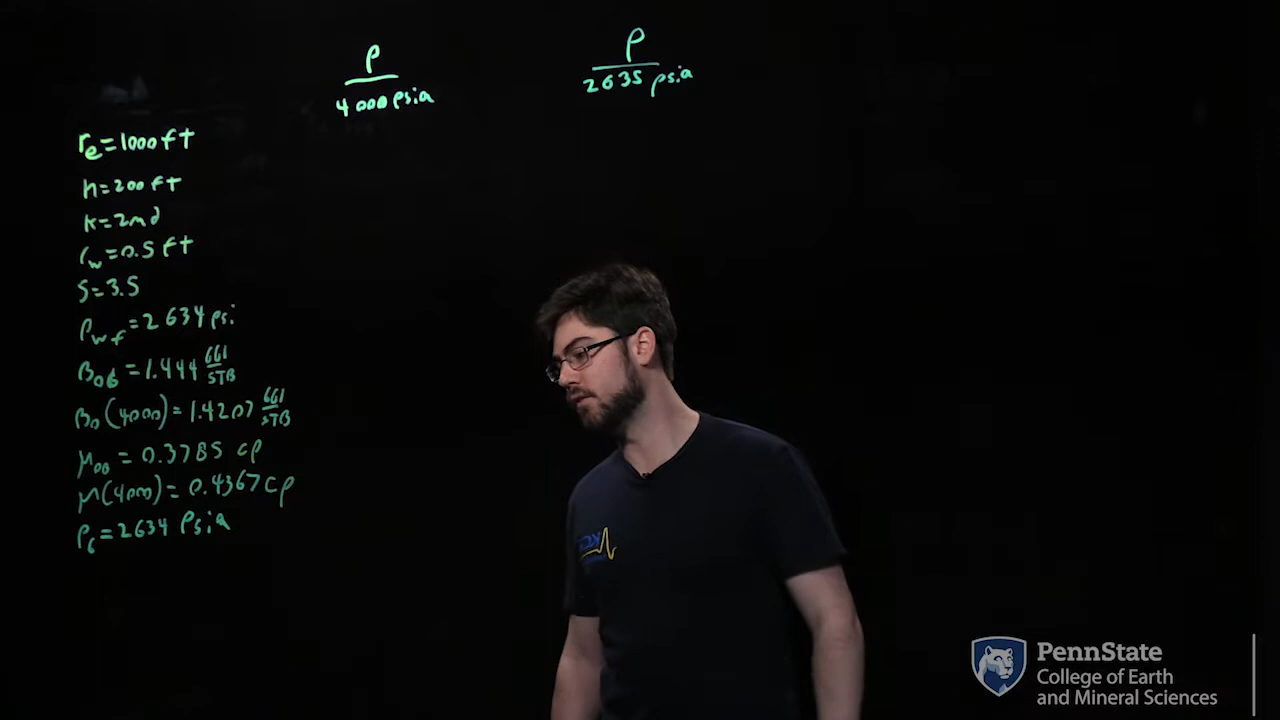 P
4000 psia
P
2635 psia
re=1000 ft
h=200 ft
k=2md
rw=0.5 ft
S=3.5
Pwf=2634 psi
Bob=1.444 bbl/STB
Bo(4000)=1.4207 bbl/STB
μob=0.3785 cp
μ(4000)=0.4367 cp
Pb=2634 Psia
PennState
College of Earth
and Mineral Sciences